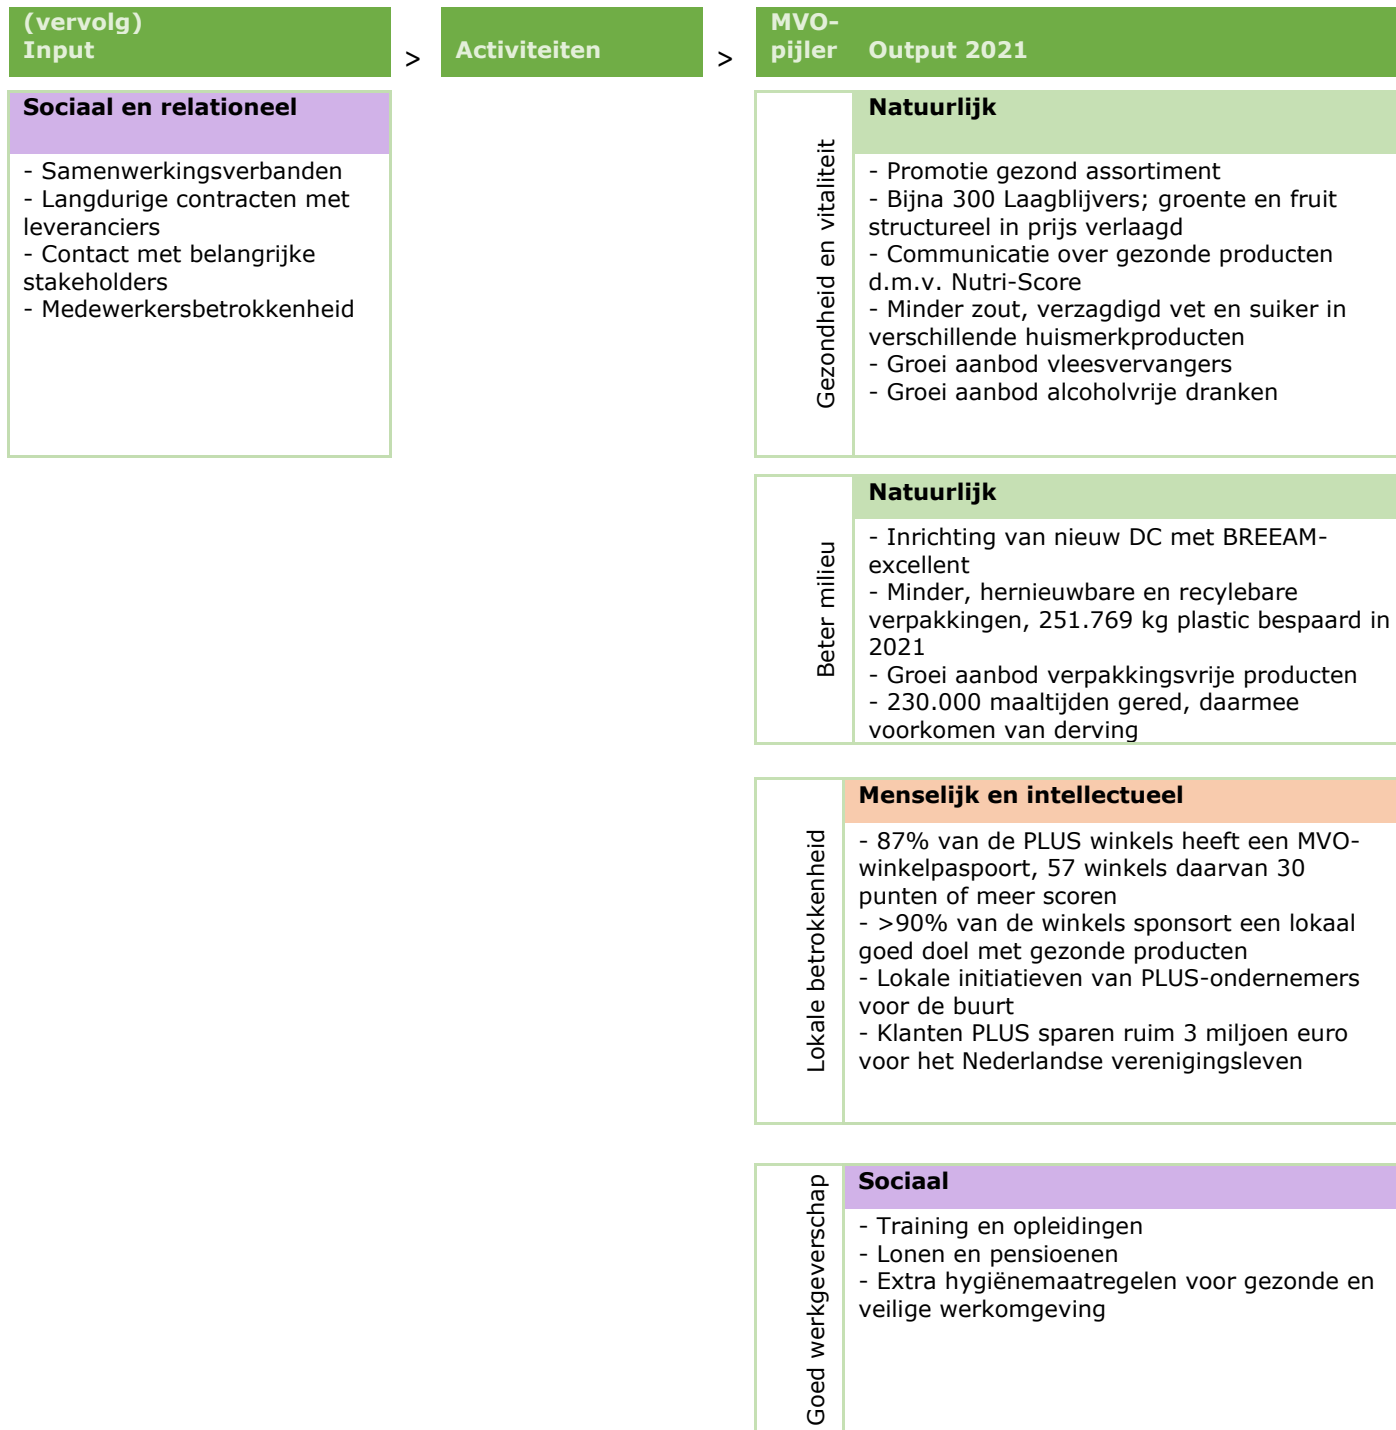 (vervolg)
Input
>
Activiteiten
>
MVO-
pijler
Output 2021
Sociaal en relationeel
- Samenwerkingsverbanden
- Langdurige contracten met
leveranciers
- Contact met belangrijke
stakeholders
- Medewerkersbetrokkenheid
Gezondheid en vitaliteit
Natuurlijk
- Promotie gezond assortiment
- Bijna 300 Laagblijvers; groente en fruit
structureel in prijs verlaagd
- Communicatie over gezonde producten
d.m.v. Nutri-Score
- Minder zout, verzagdigd vet en suiker in
verschillende huismerkproducten
- Groei aanbod vleesvervangers
- Groei aanbod alcoholvrije dranken
Beter milieu
Natuurlijk
- Inrichting van nieuw DC met BREEAM-
excellent
- Minder, hernieuwbare en recylebare
verpakkingen, 251.769 kg plastic bespaard in
2021
- Groei aanbod verpakkingsvrije producten
- 230.000 maaltijden gered, daarmee
voorkomen van derving
Lokale betrokkenheid
Menselijk en intellectueel
- 87% van de PLUS winkels heeft een MVO-
winkelpaspoort, 57 winkels daarvan 30
punten of meer scoren
- >90% van de winkels sponsort een lokaal
goed doel met gezonde producten
- Lokale initiatieven van PLUS-ondernemers
voor de buurt
- Klanten PLUS sparen ruim 3 miljoen euro
voor het Nederlandse verenigingsleven
Goed werkgeverschap
Sociaal
- Training en opleidingen
- Lonen en pensioenen
- Extra hygiënemaatregelen voor gezonde en
veilige werkomgeving